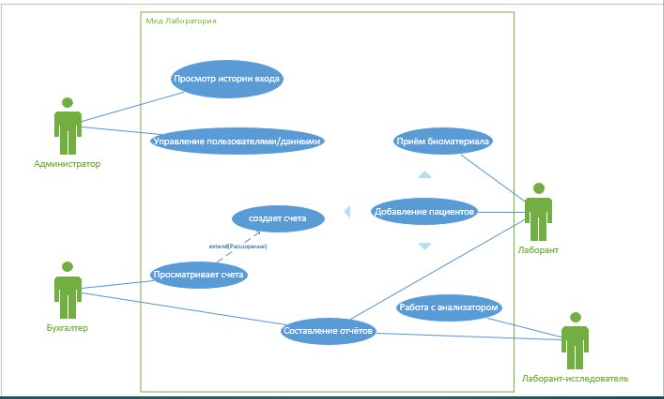 Мед Лаборатория
Просмотр истории входа
Управление пользователями/данными
Приём биоматериала
Администратор
создает счета
Добавление пациентов
extend(Расширение)
Лаборант
Просматривает счета
Бухгалтер
Составление отчётов
Работа с анализатором
Лаборант-исследователь